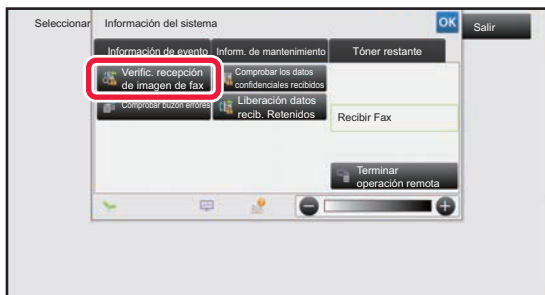 Seleccionar
Información del sistema
OK
Salir
Información de evento
Inform. de mantenimiento
Tóner restante
Verific. recepción
de imagen de fax
Comprobar los datos
confidenciales recibidos
Comprobar buzón errores
Liberación datos
recib. Retenidos
Recibir Fax
Terminar
operación remota